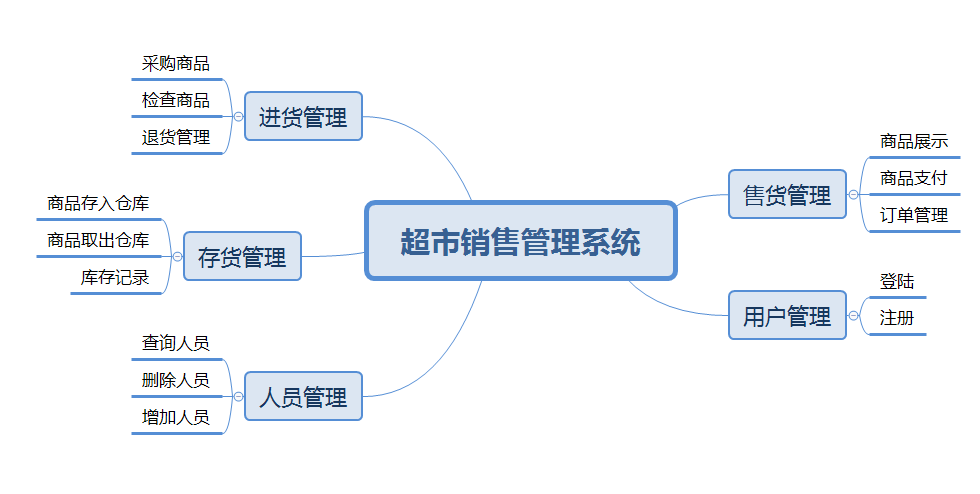 超市销售管理系统
进货管理
采购商品
检查商品
退货管理
存货管理
商品存入仓库
商品取出仓库
库存记录
人员管理
查询人员
删除人员
增加人员
售货管理
商品展示
商品支付
订单管理
用户管理
登陆
注册